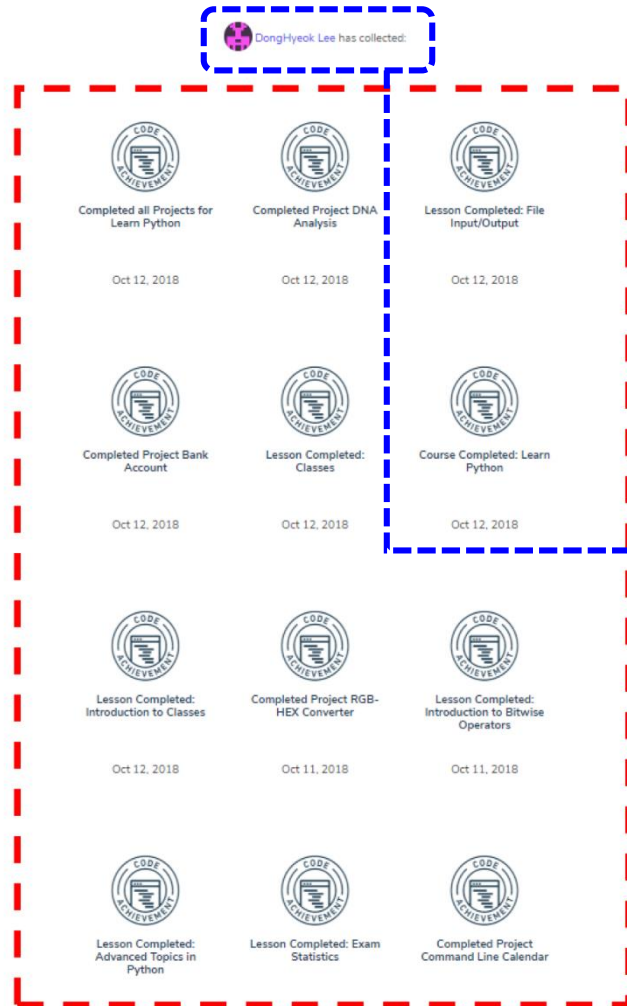 DongHyeok Lee has collected:
CODE ACHIEVEMENT
CODE ACHIEVEMENT
CODE ACHIEVEMENT
Completed all Projects for
Learn Python
Completed Project DNA
Analysis
Lesson Completed: File
Input/Output
Oct 12, 2018
Oct 12, 2018
Oct 12, 2018
CODE ACHIEVEMENT
CODE ACHIEVEMENT
CODE ACHIEVEMENT
Completed Project Bank
Account
Lesson Completed:
Classes
Course Completed: Learn
Python
Oct 12, 2018
Oct 12, 2018
Oct 12, 2018
CODE ACHIEVEMENT
CODE ACHIEVEMENT
CODE ACHIEVEMENT
Lesson Completed:
Introduction to Classes
Completed Project RGB-
HEX Converter
Lesson Completed:
Introduction to Bitwise
Operators
Oct 12, 2018
Oct 11, 2018
Oct 11, 2018
CODE ACHIEVEMENT
CODE ACHIEVEMENT
CODE ACHIEVEMENT
Lesson Completed:
Advanced Topics in
Python
Lesson Completed: Exam
Statistics
Completed Project
Command Line Calendar